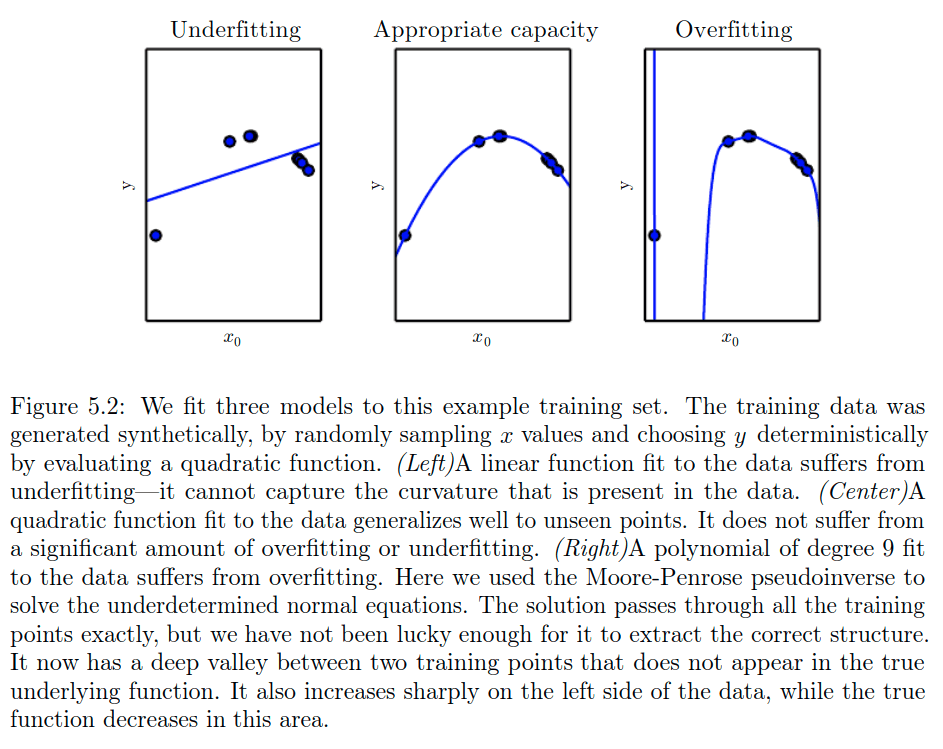 Underfitting
Appropriate capacity
Overfitting
y
y
y
x0
x0
x0
Figure 5.2: We fit three models to this example training set. The training data was
generated synthetically, by randomly sampling x values and choosing y deterministically
by evaluating a quadratic function. (Left)A linear function fit to the data suffers from
underfitting—it cannot capture the curvature that is present in the data. (Center)A
quadratic function fit to the data generalizes well to unseen points. It does not suffer from
a significant amount of overfitting or underfitting. (Right)A polynomial of degree 9 fit
to the data suffers from overfitting. Here we used the Moore-Penrose pseudoinverse to
solve the underdetermined normal equations. The solution passes through all the training
points exactly, but we have not been lucky enough for it to extract the correct structure.
It now has a deep valley between two training points that does not appear in the true
underlying function. It also increases sharply on the left side of the data, while the true
function decreases in this area.